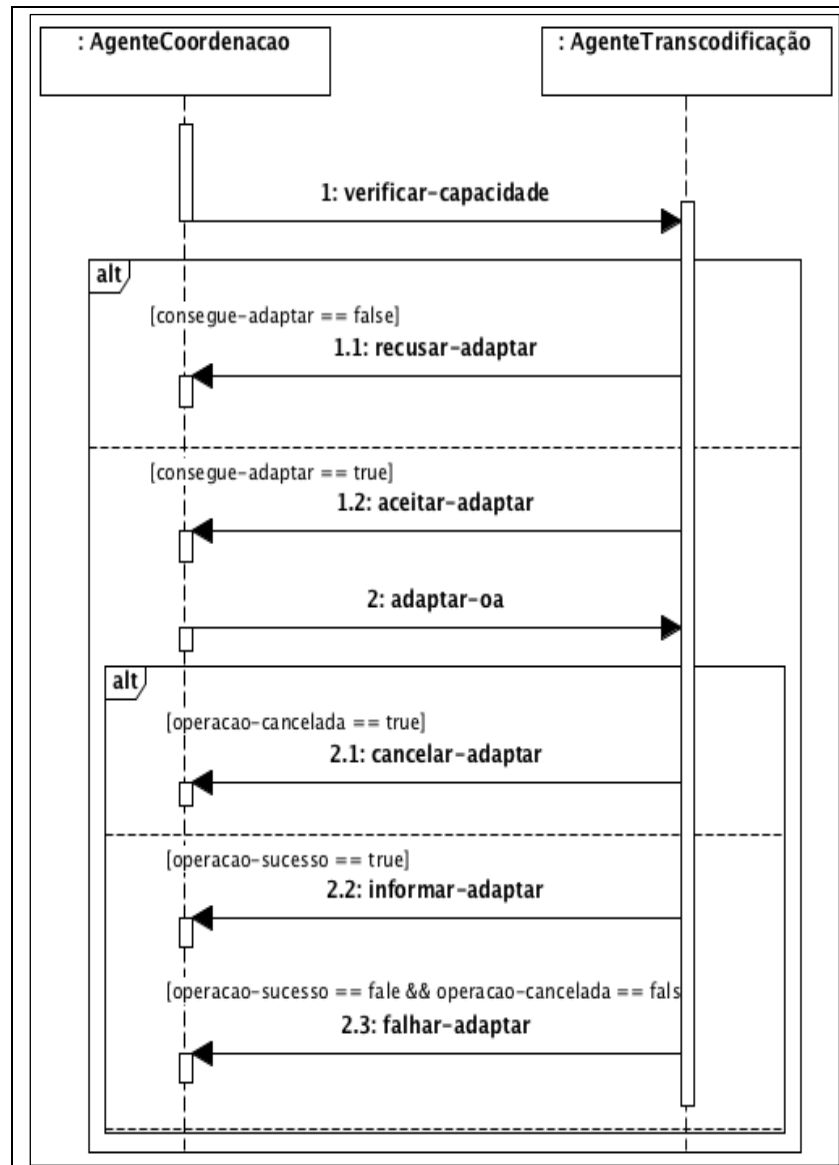 : AgenteCoordenacao
: AgenteTranscodificação
1: verificar-capacidade
alt
[consegue-adaptar == false]
1.1: recusar-adaptar
[consegue-adaptar == true]
1.2: aceitar-adaptar
2: adaptar-oa
alt
[operacao-cancelada == true]
2.1: cancelar-adaptar
[operacao-sucesso == true]
2.2: informar-adaptar
[operacao-sucesso == fale && operacao-cancelada == fals
2.3: falhar-adaptar